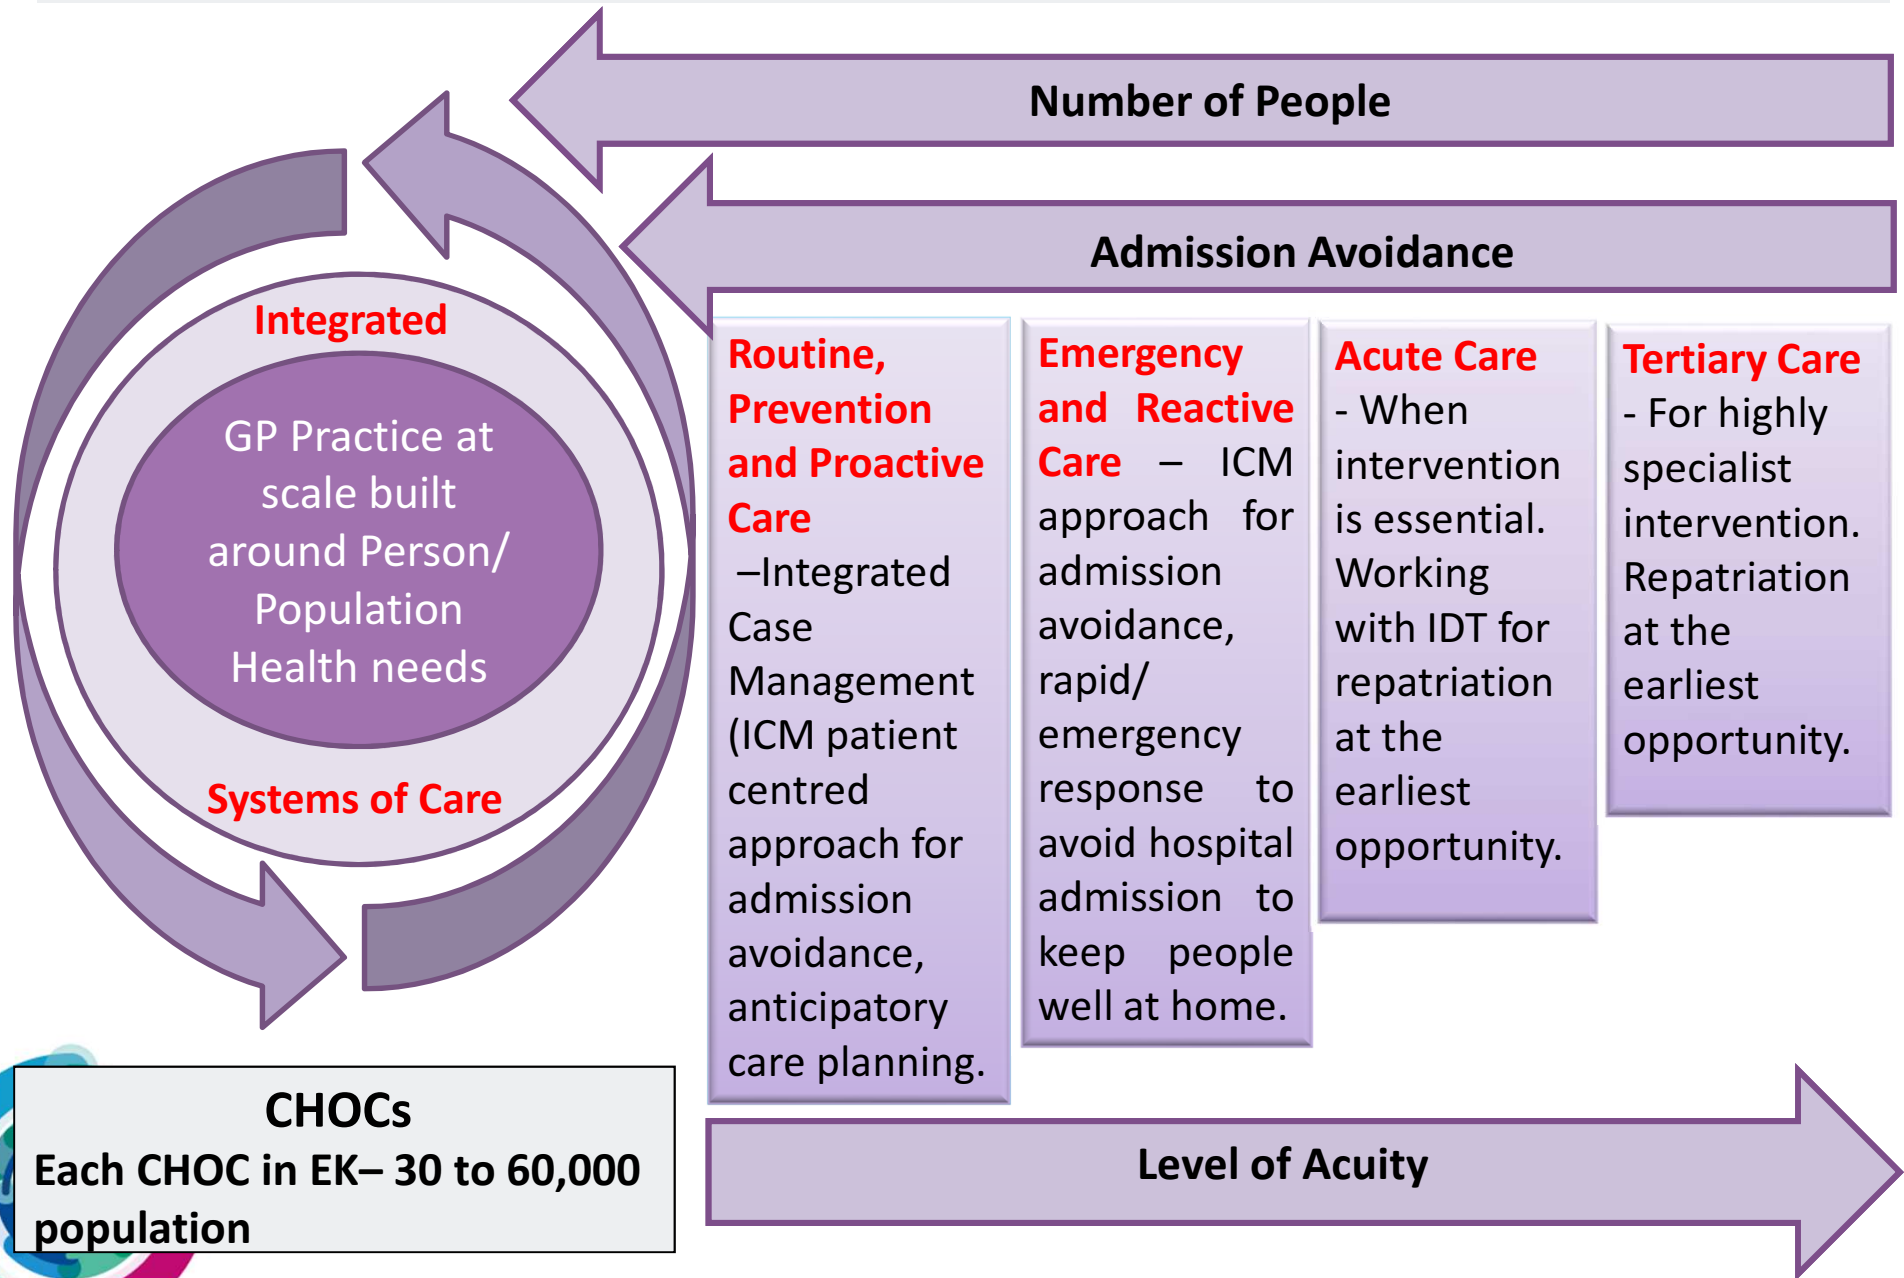 Number of People
Admission Avoidance
Integrated
GP Practice at
scale built
around Person/
Population
Health needs
Systems of Care
Routine,
Prevention
and Proactive
Care
–Integrated
Case
Management
(ICM patient
centred
approach for
admission
avoidance,
anticipatory
care planning.
Emergency
and Reactive
Care – ICM
approach for
admission
avoidance,
rapid/
emergency
response to
avoid hospital
admission to
keep people
well at home.
Acute Care
- When
intervention
is essential.
Working
with IDT for
repatriation
at the
earliest
opportunity.
Tertiary Care
- For highly
specialist
intervention.
Repatriation
at the
earliest
opportunity.
CHOCs
Each CHOC in EK– 30 to 60,000
population
Level of Acuity